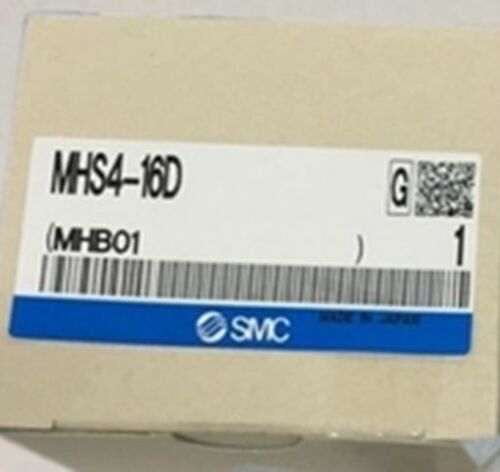 MHS4-16D
G
(MHB01 ) 1
SMC MADE IN JAPAN